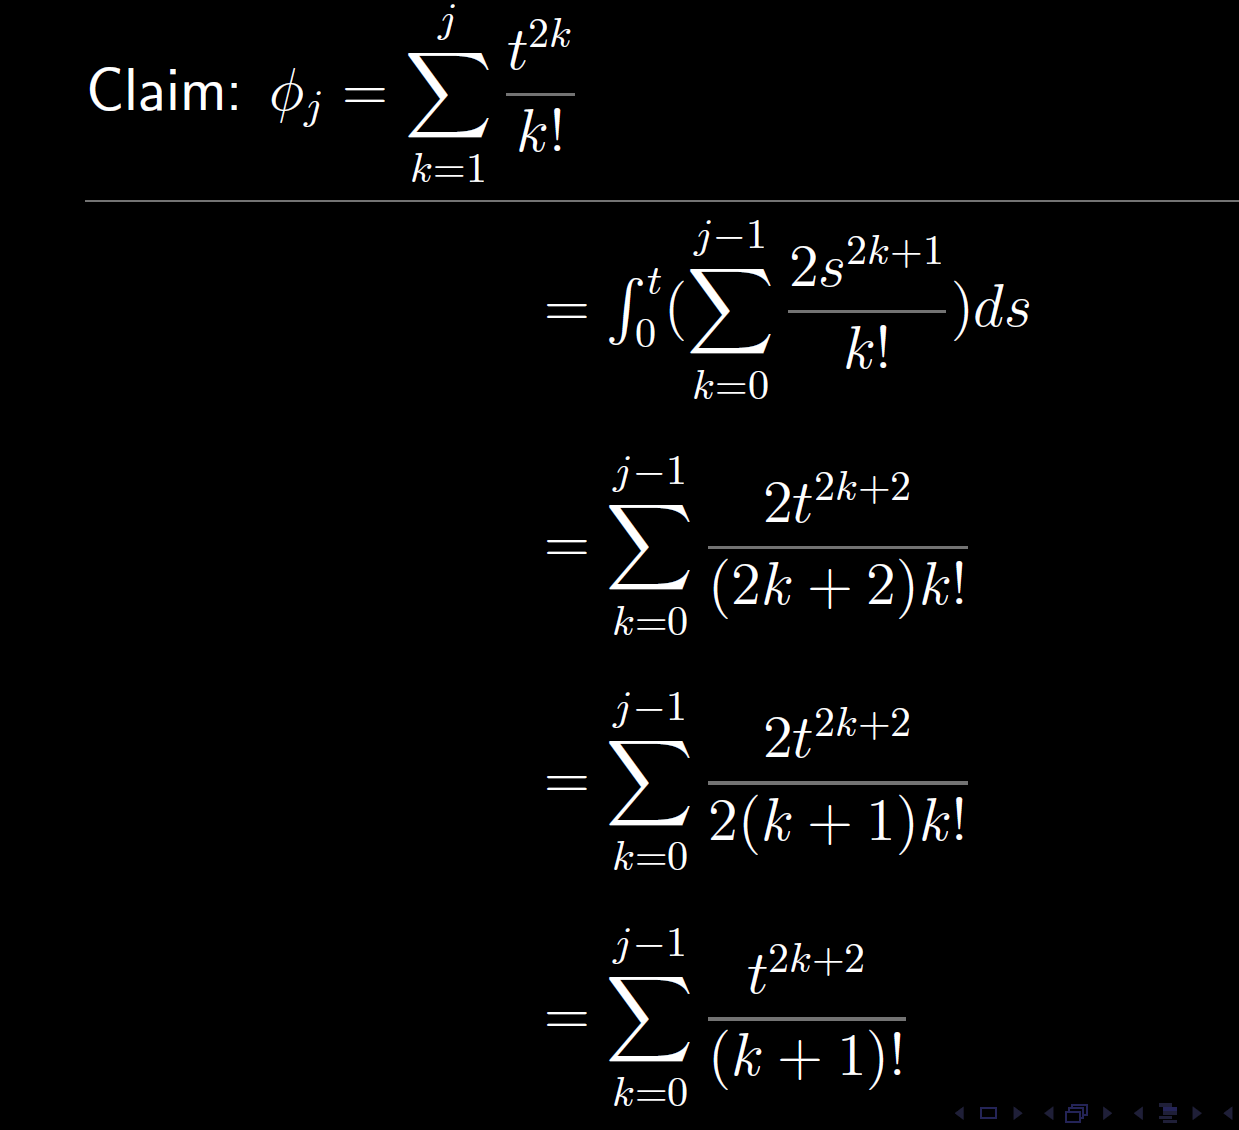 Claim: $\phi_j = \sum_{k=1}^{j} \frac{t^{2k}}{k!}$
$= \int_0^t (\sum_{k=0}^{j-1} \frac{2s^{2k+1}}{k!}) ds$
$= \sum_{k=0}^{j-1} \frac{2t^{2k+2}}{(2k+2)k!}$
$= \sum_{k=0}^{j-1} \frac{2t^{2k+2}}{2(k+1)k!}$
$= \sum_{k=0}^{j-1} \frac{t^{2k+2}}{(k+1)!}$